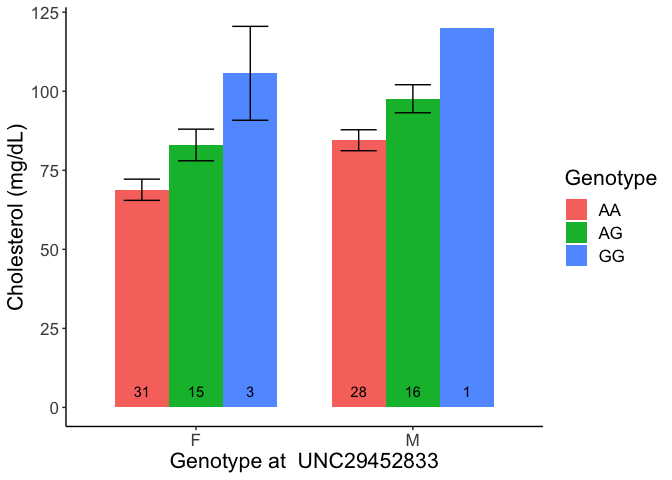 Cholesterol (mg/dL)
125
100
75
50
25
0
31
15
3
28
16
1
F
M
Genotype at  UNC29452833
Genotype
AA
AG
GG